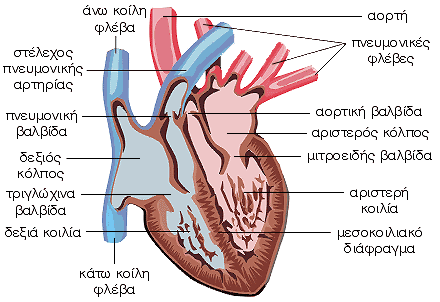 άνω κοίλη
φλέβα
στέλεχος
πνευμονικής
αρτηρίας
πνευμονική
βαλβίδα
δεξιός
κόλπος
τριγλώχινα
βαλβίδα
δεξιά κοιλία
κάτω κοίλη
φλέβα
αορτή
πνευμονικές
φλέβες
αορτική βαλβίδα
αριστερός κόλπος
μιτροειδής βαλβίδα
αριστερή
κοιλία
μεσοκοιλιακό
διάφραγμα